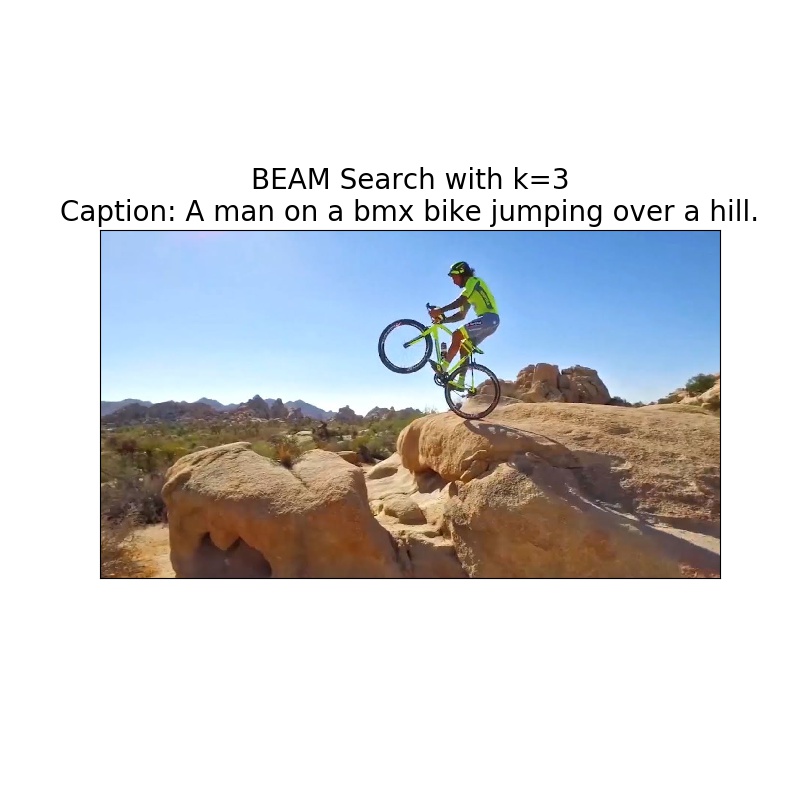 BEAM Search with k=3
Caption: A man on a bmx bike jumping over a hill.